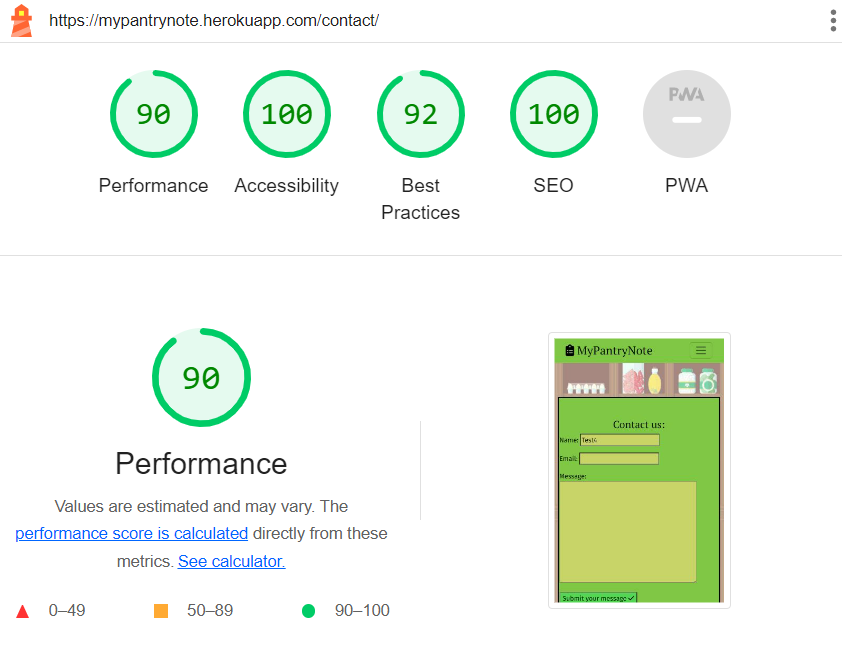 https://mypantrynote.herokuapp.com/contact/
90
100
92
100
PWA
Performance
Accessibility
Best
Practices
SEO
PWA
90
Performance
Values are estimated and may vary. The
performance score is calculated directly from these
metrics. See calculator.
0–49
50–89
90–100
MyPantryNote
Contact us:
Name: Test4
Email:
Message:
Submit your message